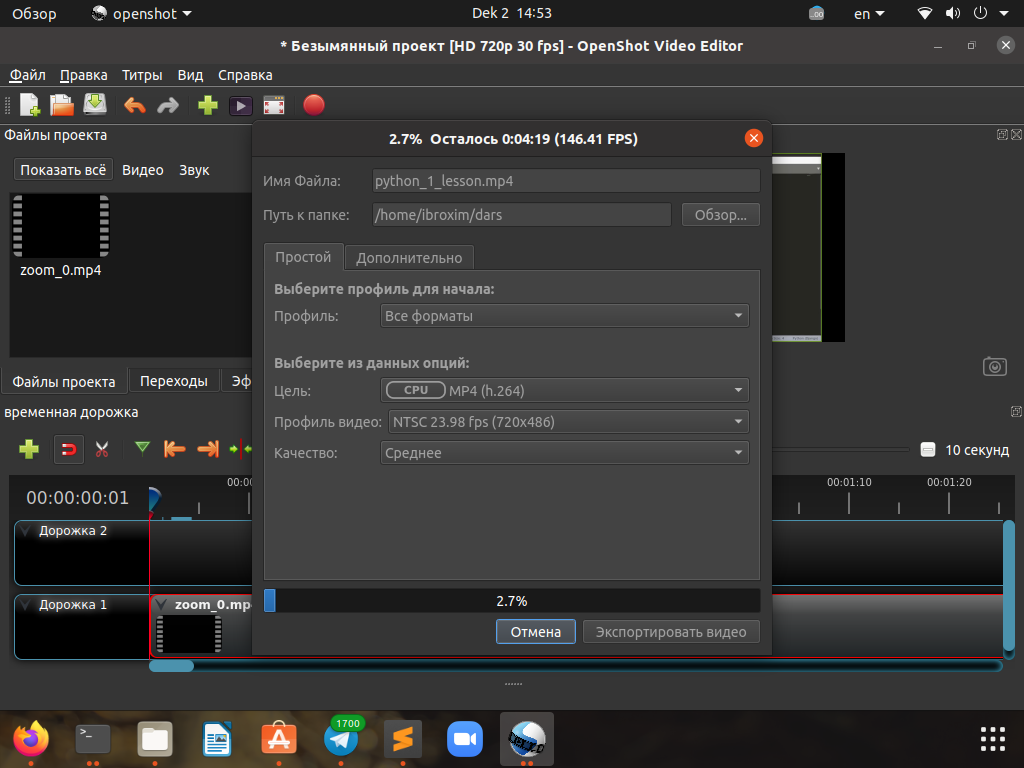 Обзор openshot Dek 2 14:53 en
* Безымянный проект [HD 720p 30 fps] - OpenShot Video Editor
Файл Правка Титры Вид Справка
Файлы проекта
Показать всё Видео Звук
zoom_0.mp4
2.7% Осталось 0:04:19 (146.41 FPS)
Имя Файла: python_1_lesson.mp4
Путь к папке: /home/ibroxim/dars Обзор...
Простой Дополнительно
Выберите профиль для начала:
Профиль: Все форматы
Выберите из данных опций:
Цель: CPU MP4 (h.264)
Профиль видео: NTSC 23.98 fps (720x486)
Качество: Среднее
2.7%
Отмена Экспортировать видео
Файлы проекта Переходы Эф
временная дорожка
10 секунд
00:00:00:01 00:00 00:01:10 00:01:20
Дорожка 2
Дорожка 1 zoom_0.mp
1700